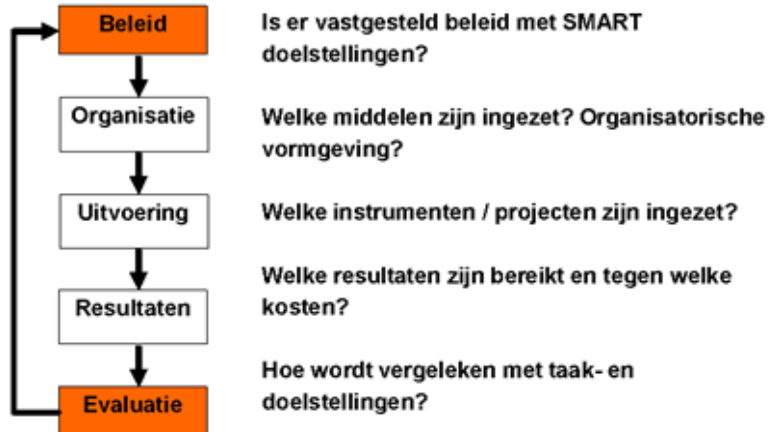 Beleid
Is er vastgesteld beleid met SMART
doelstellingen?
Organisatie
Welke middelen zijn ingezet? Organisatorische
vormgeving?
Uitvoering
Welke instrumenten / projecten zijn ingezet?
Resultaten
Welke resultaten zijn bereikt en tegen welke
kosten?
Evaluatie
Hoe wordt vergeleken met taak- en
doelstellingen?